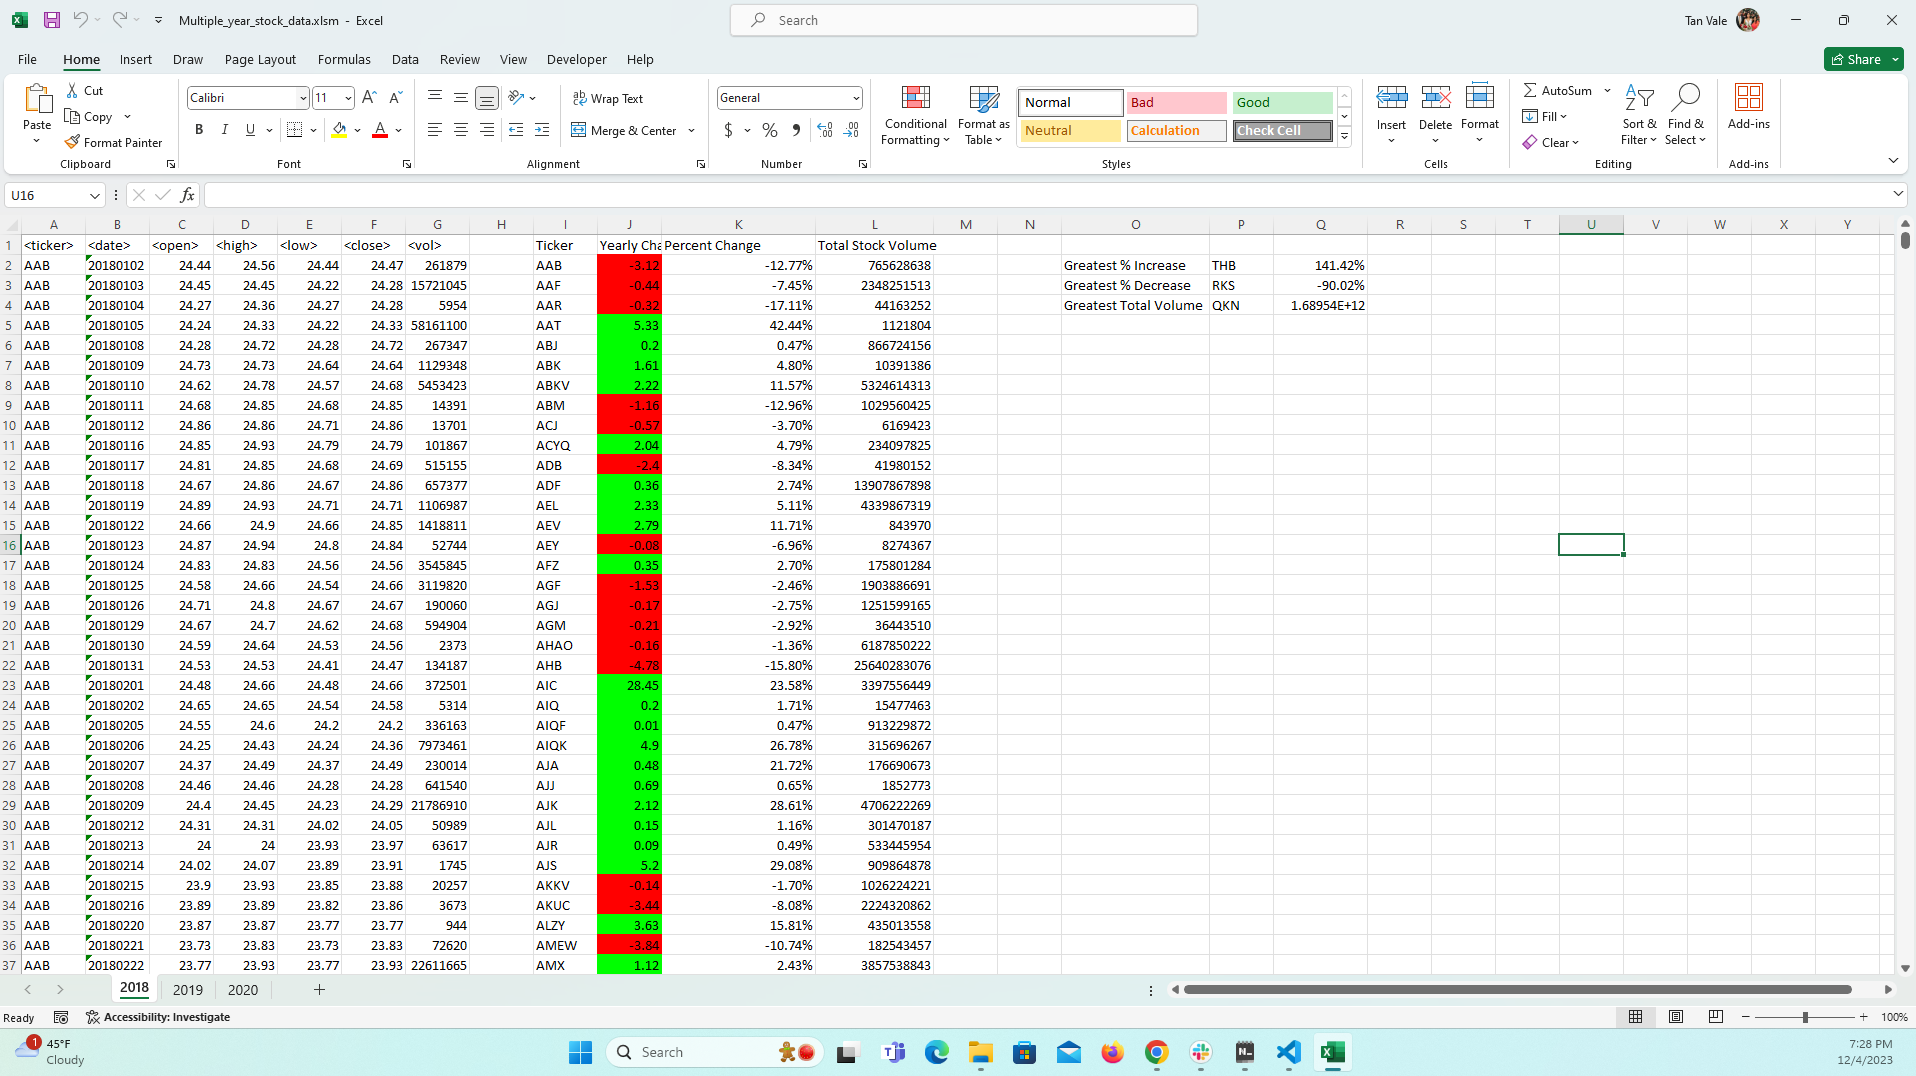 Multiple_year_stock_data.xlsm - Excel
Search
Tan Vale
File Home Insert Draw Page Layout Formulas Data Review View Developer Help
Share
Paste
Cut
Copy
Format Painter
Clipboard
Calibri 11
B I U
Font
Wrap Text
Merge & Center
Alignment
General
$ % 9
Number
Conditional Formatting
Format as Table
Normal Bad Good
Neutral Calculation Check Cell
Styles
Insert Delete Format
Cells
AutoSum
Fill
Clear
Sort & Filter
Find & Select
Editing
Add-ins
Add-ins
U16 fx
A B C D E F G H I J K L M N O P Q R S T U V W X Y
1 <ticker> <date> <open> <high> <low> <close> <vol> Ticker Yearly Cha Percent Change Total Stock Volume
2 AAB 20180102 24.44 24.56 24.44 24.47 261879 AAB -3.12 -12.77% 765628638 Greatest % Increase THB 141.42%
3 AAB 20180103 24.45 24.45 24.22 24.28 15721045 AAF -0.44 -7.45% 2348251513 Greatest % Decrease RKS -90.02%
4 AAB 20180104 24.27 24.36 24.27 24.28 5954 AAR -0.32 -17.11% 44163252 Greatest Total Volume QKN 1.68954E+12
5 AAB 20180105 24.24 24.33 24.22 24.33 58161100 AAT 5.33 42.44% 1121804
6 AAB 20180108 24.28 24.72 24.28 24.72 267347 ABJ 0.2 0.47% 866724156
7 AAB 20180109 24.73 24.73 24.64 24.64 1129348 ABK 1.61 4.80% 10391386
8 AAB 20180110 24.62 24.78 24.57 24.68 5453423 ABKV 2.22 11.57% 5324614313
9 AAB 20180111 24.68 24.85 24.68 24.85 14391 ABM -1.16 -12.96% 1029560425
10 AAB 20180112 24.86 24.86 24.71 24.86 13701 ACJ -0.57 -3.70% 6169423
11 AAB 20180116 24.85 24.93 24.79 24.79 101867 ACYQ 2.04 4.79% 234097825
12 AAB 20180117 24.81 24.85 24.68 24.69 515155 ADB -2.4 -8.34% 41980152
13 AAB 20180118 24.67 24.86 24.67 24.86 657377 ADF 0.36 2.74% 13907867898
14 AAB 20180119 24.89 24.93 24.71 24.71 1106987 AEL 2.33 5.11% 4339867319
15 AAB 20180122 24.66 24.9 24.66 24.85 1418811 AEV 2.79 11.71% 843970
16 AAB 20180123 24.87 24.94 24.8 24.84 52744 AEY -0.08 -6.96% 8274367
17 AAB 20180124 24.83 24.83 24.56 24.56 3545845 AFZ 0.35 2.70% 175801284
18 AAB 20180125 24.58 24.66 24.54 24.66 3119820 AGF -1.53 -2.46% 1903886691
19 AAB 20180126 24.71 24.8 24.67 24.67 190060 AGJ -0.17 -2.75% 1251599165
20 AAB 20180129 24.67 24.7 24.62 24.68 594904 AGM -0.21 -2.92% 36443510
21 AAB 20180130 24.59 24.64 24.53 24.56 2373 AHAO -0.16 -1.36% 6187850222
22 AAB 20180131 24.53 24.53 24.41 24.47 134187 AHB -4.78 -15.80% 25640283076
23 AAB 20180201 24.48 24.66 24.48 24.66 372501 AIC 28.45 23.58% 3397556449
24 AAB 20180202 24.65 24.65 24.54 24.58 5314 AIQ 0.2 1.71% 15477463
25 AAB 20180205 24.55 24.6 24.2 24.2 336163 AIQF 0.01 0.47% 913229872
26 AAB 20180206 24.25 24.43 24.24 24.36 7973461 AIQK 4.9 26.78% 315696267
27 AAB 20180207 24.37 24.49 24.37 24.49 230014 AJA 0.48 21.72% 176690673
28 AAB 20180208 24.46 24.46 24.28 24.28 641540 AJJ 0.69 0.65% 1852773
29 AAB 20180209 24.4 24.45 24.23 24.29 21786910 AJK 2.12 28.61% 4706222269
30 AAB 20180212 24.31 24.31 24.02 24.05 50989 AJL 0.15 1.16% 301470187
31 AAB 20180213 24 24 23.93 23.97 63617 AJR 0.09 0.49% 533445954
32 AAB 20180214 24.02 24.07 23.89 23.91 1745 AJS 5.2 29.08% 909864878
33 AAB 20180215 23.9 23.93 23.85 23.88 20257 AKKV -0.14 -1.70% 1026224221
34 AAB 20180216 23.89 23.89 23.82 23.86 3673 AKUC -3.44 -8.08% 2224320862
35 AAB 20180220 23.87 23.87 23.77 23.77 944 ALZY 3.63 15.81% 435013558
36 AAB 20180221 23.73 23.83 23.73 23.83 72620 AMEW -3.84 -10.74% 182543457
37 AAB 20180222 23.77 23.93 23.77 23.93 22611665 AMX 1.12 2.43% 3857538843
2018 2019 2020
Ready Accessibility: Investigate 100%
1 45°F
Cloudy
Search
7:28 PM
12/4/2023